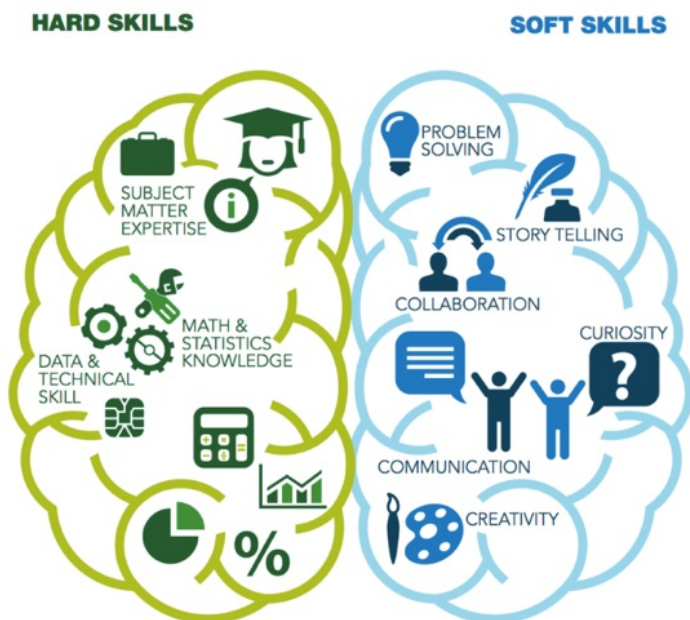 HARD SKILLS
SOFT SKILLS
SUBJECT
MATTER
EXPERTISE
i
MATH &
STATISTICS
KNOWLEDGE
DATA &
TECHNICAL
SKILL
%
PROBLEM
SOLVING
STORY TELLING
COLLABORATION
CURIOSITY
?
COMMUNICATION
CREATIVITY